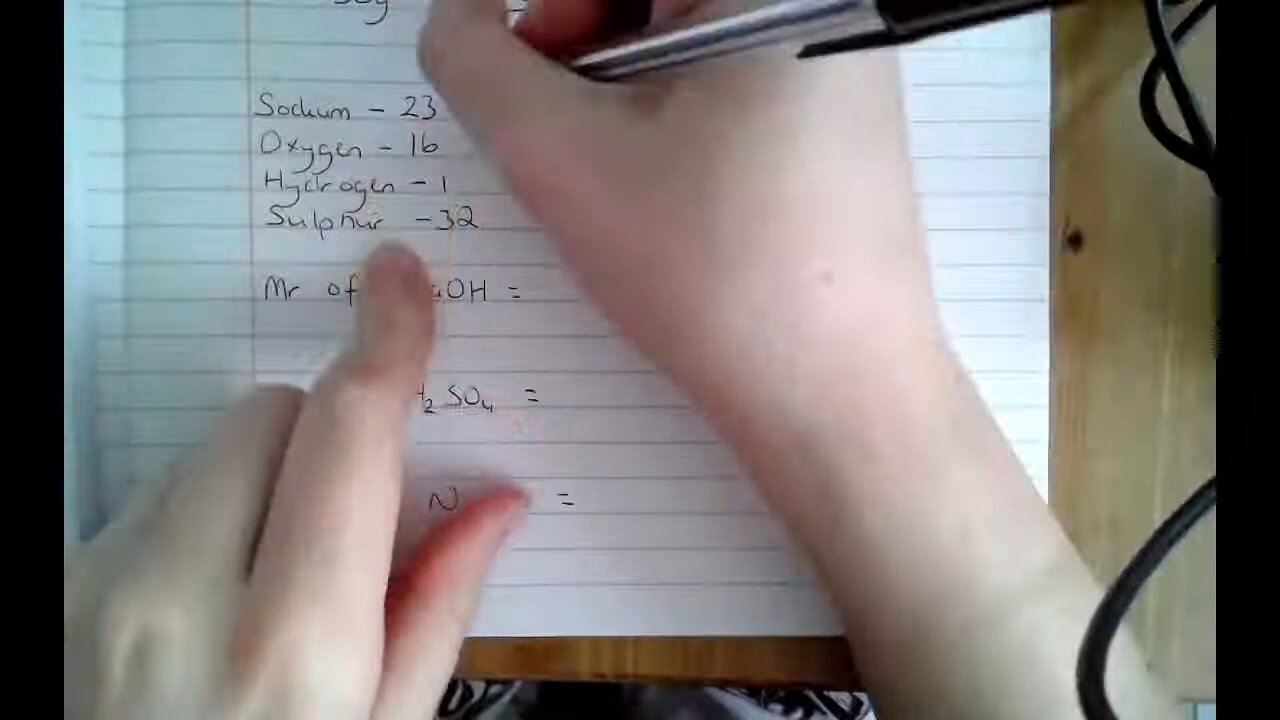 Sodium - 23
Oxygen - 16
Hydrogen - 1
Sulphur - 32
Mr of OH =
SO4 =
N =